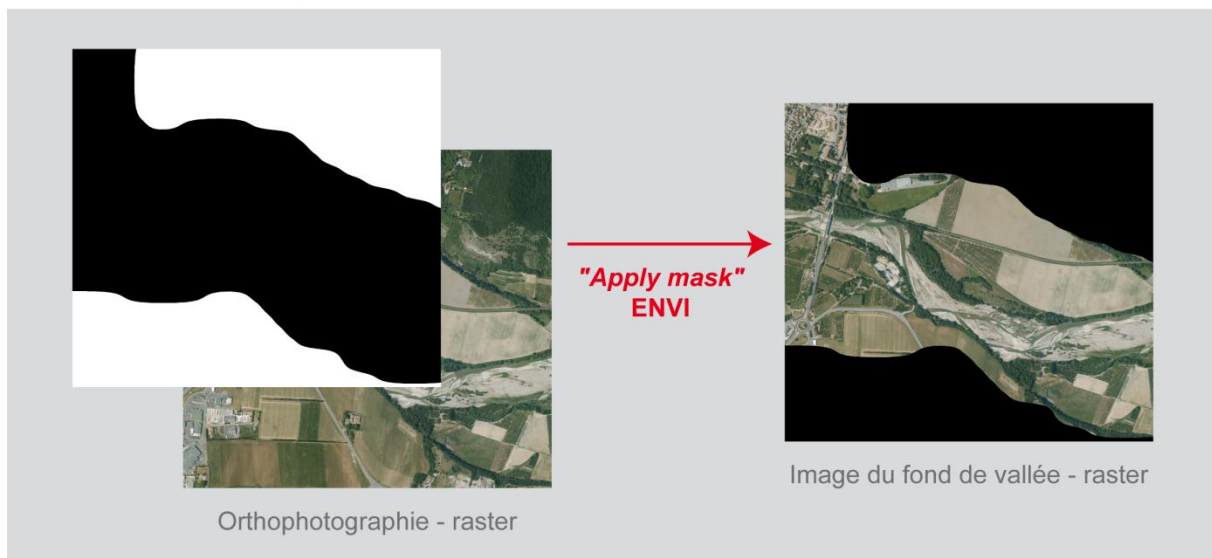 "Apply mask"
ENVI
Image du fond de vallée - raster
Orthophotographie - raster